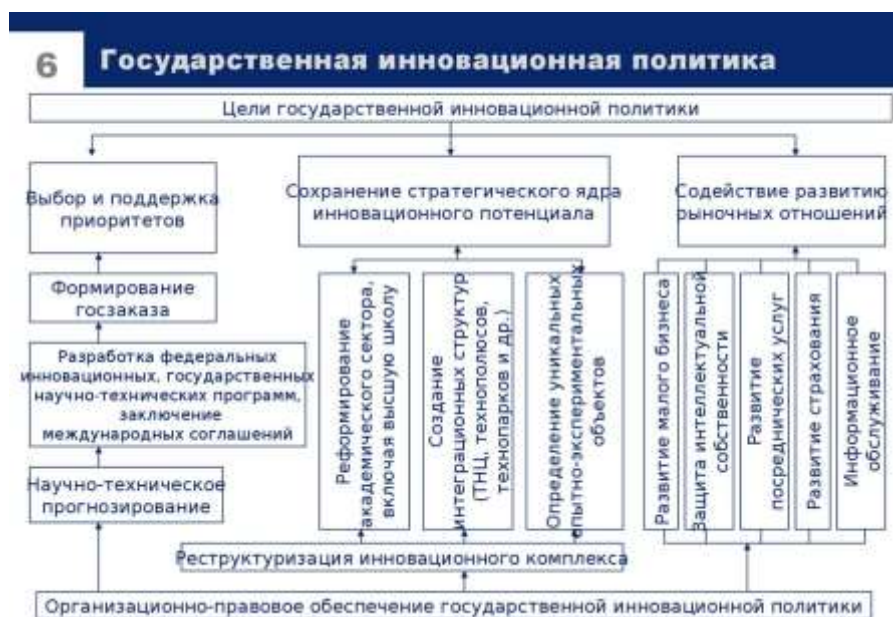 6
Государственная инновационная политика
Цели государственной инновационной политики
Выбор и поддержка
приоритетов
Сохранение стратегического ядра
инновационного потенциала
Содействие развитию
рыночных отношений
Формирование
госзаказа
Разработка федеральных
инновационных, государственных
научно-технических программ,
заключение
международных соглашений
Научно-техническое
прогнозирование
Реформирование
академического сектора,
включая высшую школу
Создание
интеграционных структур
(ТНЦ, технополюсов,
технопарков и др.)
Определение уникальных
опытно-экспериментальных
объектов
Развитие малого бизнеса
Защита интеллектуальной
собственности
Развитие
посреднических услуг
Развитие страхования
Информационное
обслуживание
Реструктуризация инновационного комплекса
Организационно-правовое обеспечение государственной инновационной политики